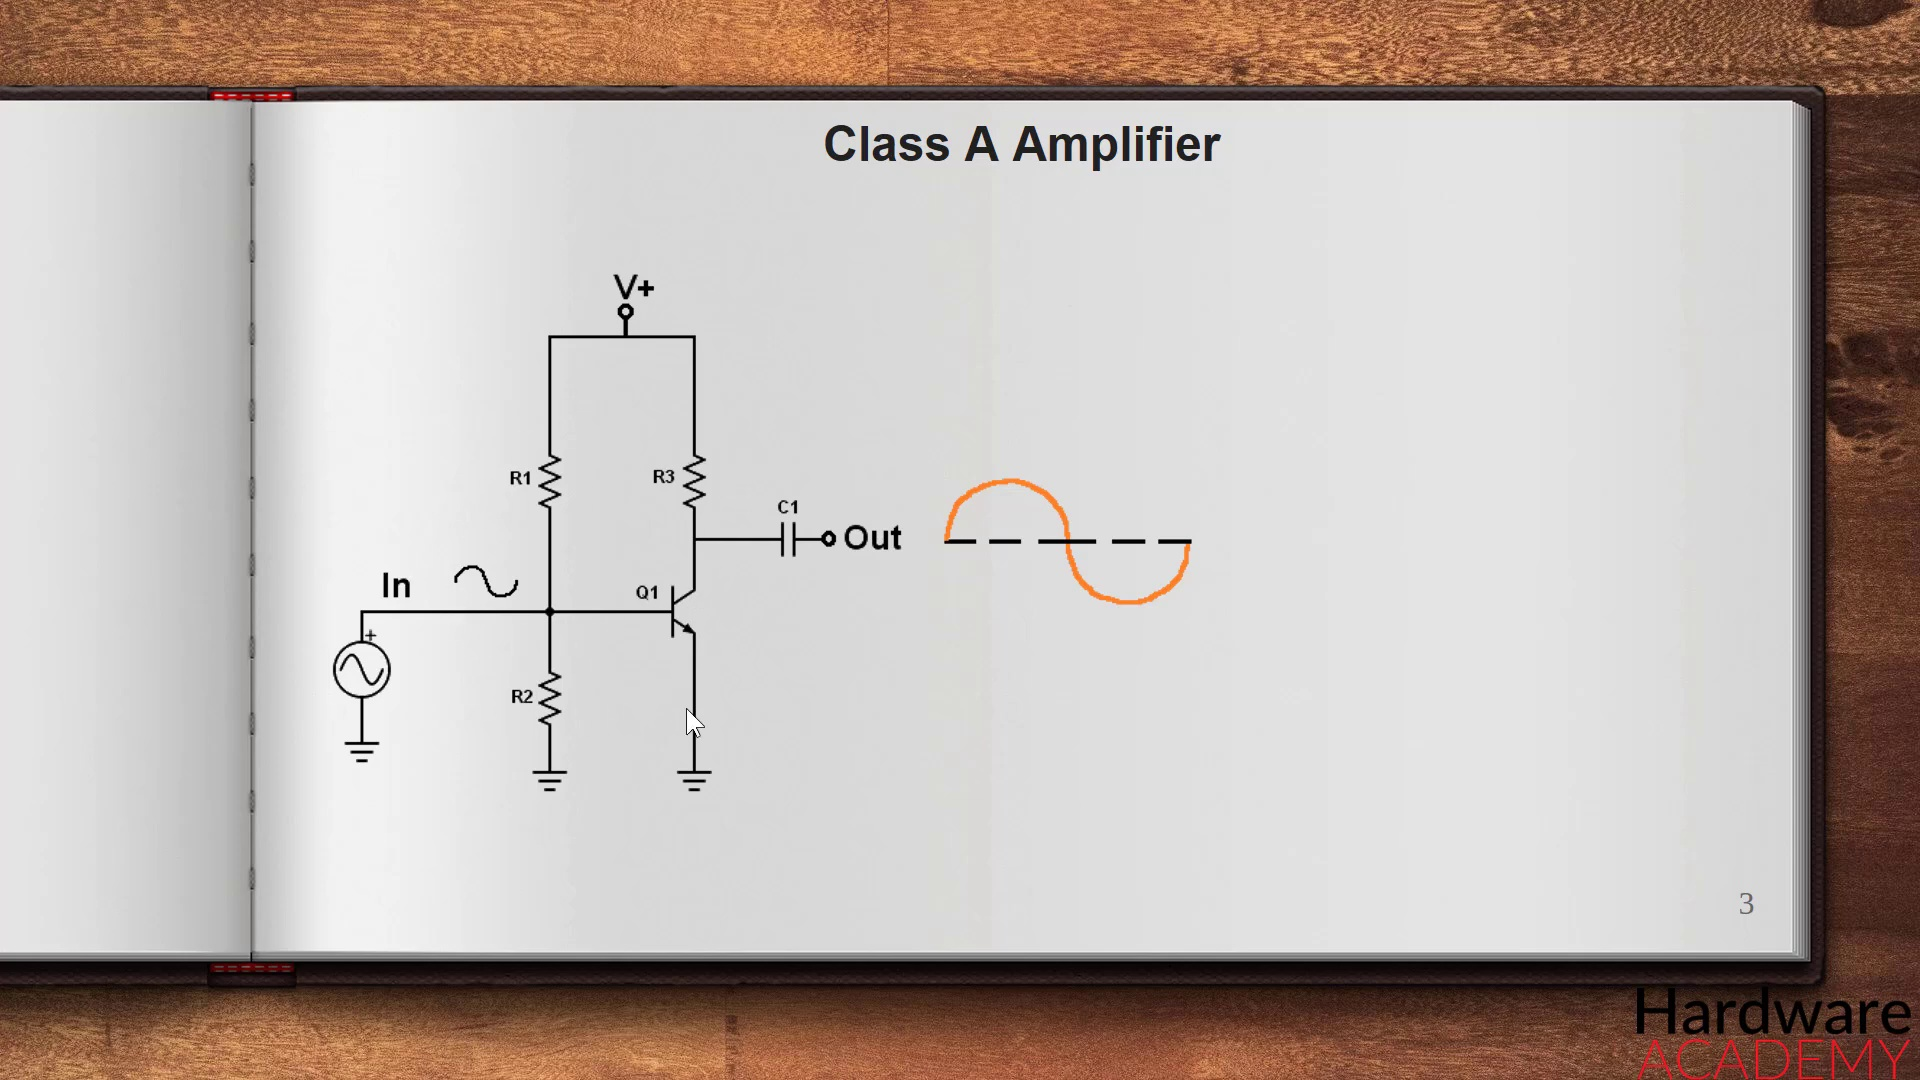 Class A Amplifier
V+
R1
R3
C1
Out
In
Q1
+
R2
3
Hardware
ACADEMY